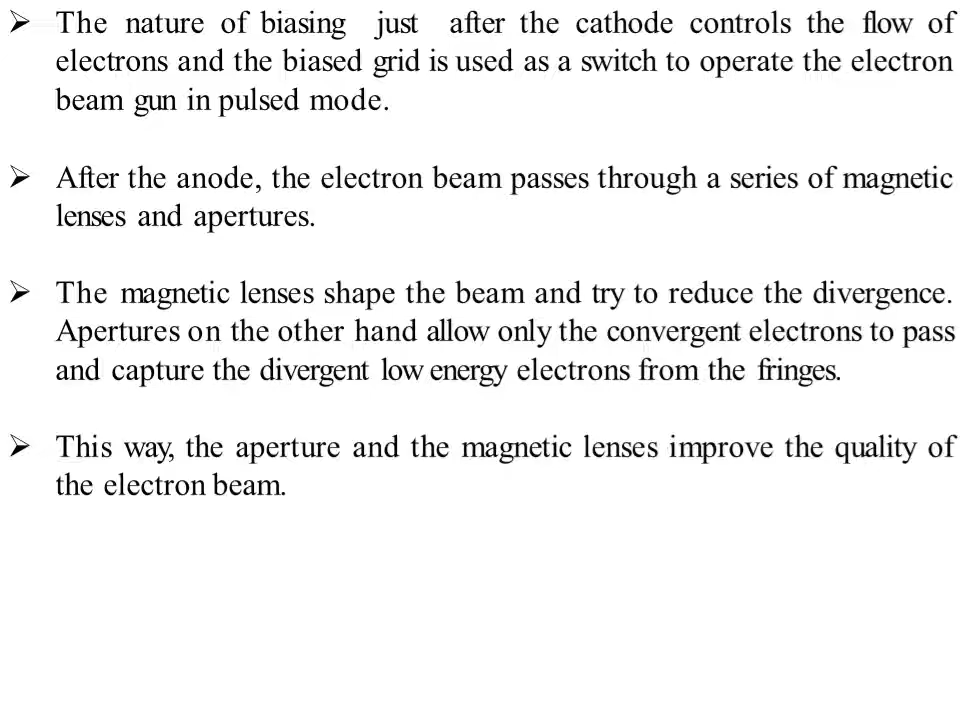 ➢ The nature of biasing just after the cathode controls the flow of
electrons and the biased grid is used as a switch to operate the electron
beam gun in pulsed mode.
➢ After the anode, the electron beam passes through a series of magnetic
lenses and apertures.
➢ The magnetic lenses shape the beam and try to reduce the divergence.
Apertures on the other hand allow only the convergent electrons to pass
and capture the divergent low energy electrons from the fringes.
➢ This way, the aperture and the magnetic lenses improve the quality of
the electron beam.